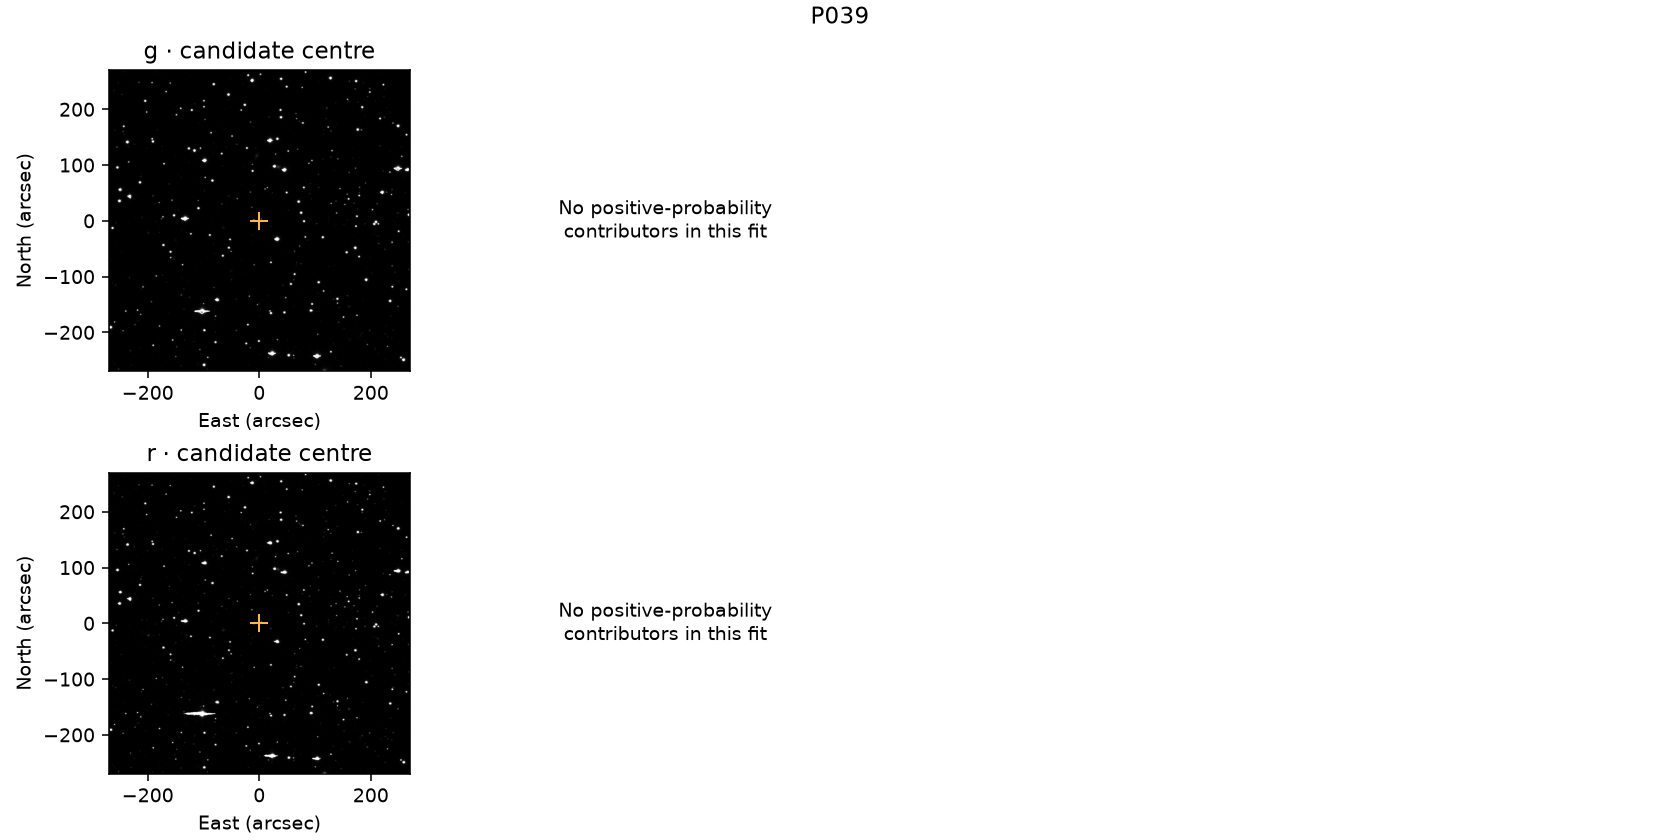 P039
g · candidate centre
200
100
0
−100
−200
North (arcsec)
−200 0 200
East (arcsec)
No positive-probability
contributors in this fit
r · candidate centre
200
100
0
−100
−200
North (arcsec)
−200 0 200
East (arcsec)
No positive-probability
contributors in this fit